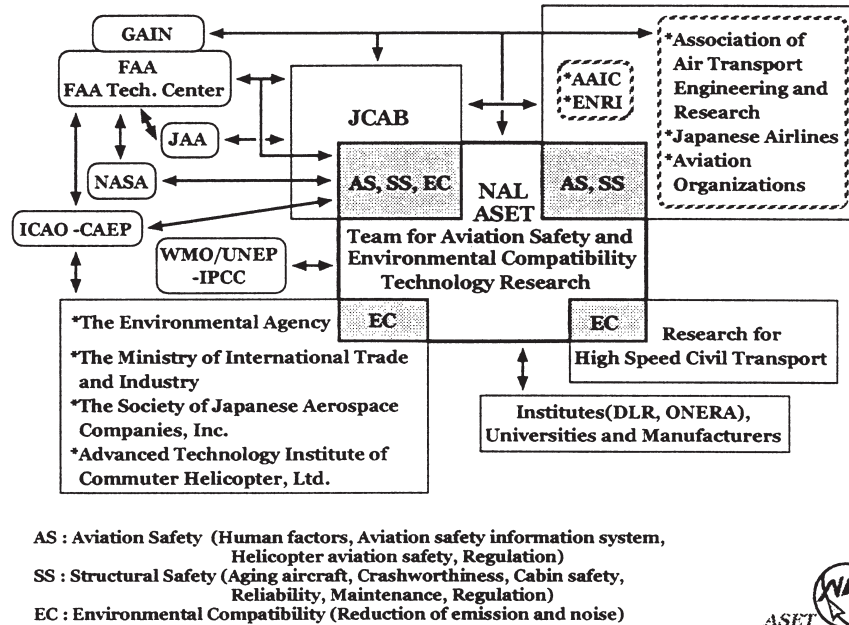 GAIN
FAA
FAA Tech. Center
JAA
NASA
ICAO -CAEP
WMO/UNEP
-IPCC
JCAB
AS, SS, EC
*AAIC
*ENRI
*Association of
Air Transport
Engineering and
Research
*Japanese Airlines
*Aviation
Organizations
AS, SS
NAL
ASET
Team for Aviation Safety and
Environmental Compatibility
Technology Research
EC
EC
*The Environmental Agency
*The Ministry of International Trade
and Industry
*The Society of Japanese Aerospace
Companies, Inc.
*Advanced Technology Institute of
Commuter Helicopter, Ltd.
Research for
High Speed Civil Transport
Institutes(DLR, ONERA),
Universities and Manufacturers
AS : Aviation Safety (Human factors, Aviation safety information system,
Helicopter aviation safety, Regulation)
SS : Structural Safety (Aging aircraft, Crashworthiness, Cabin safety,
Reliability, Maintenance, Regulation)
EC : Environmental Compatibility (Reduction of emission and noise)
ASET